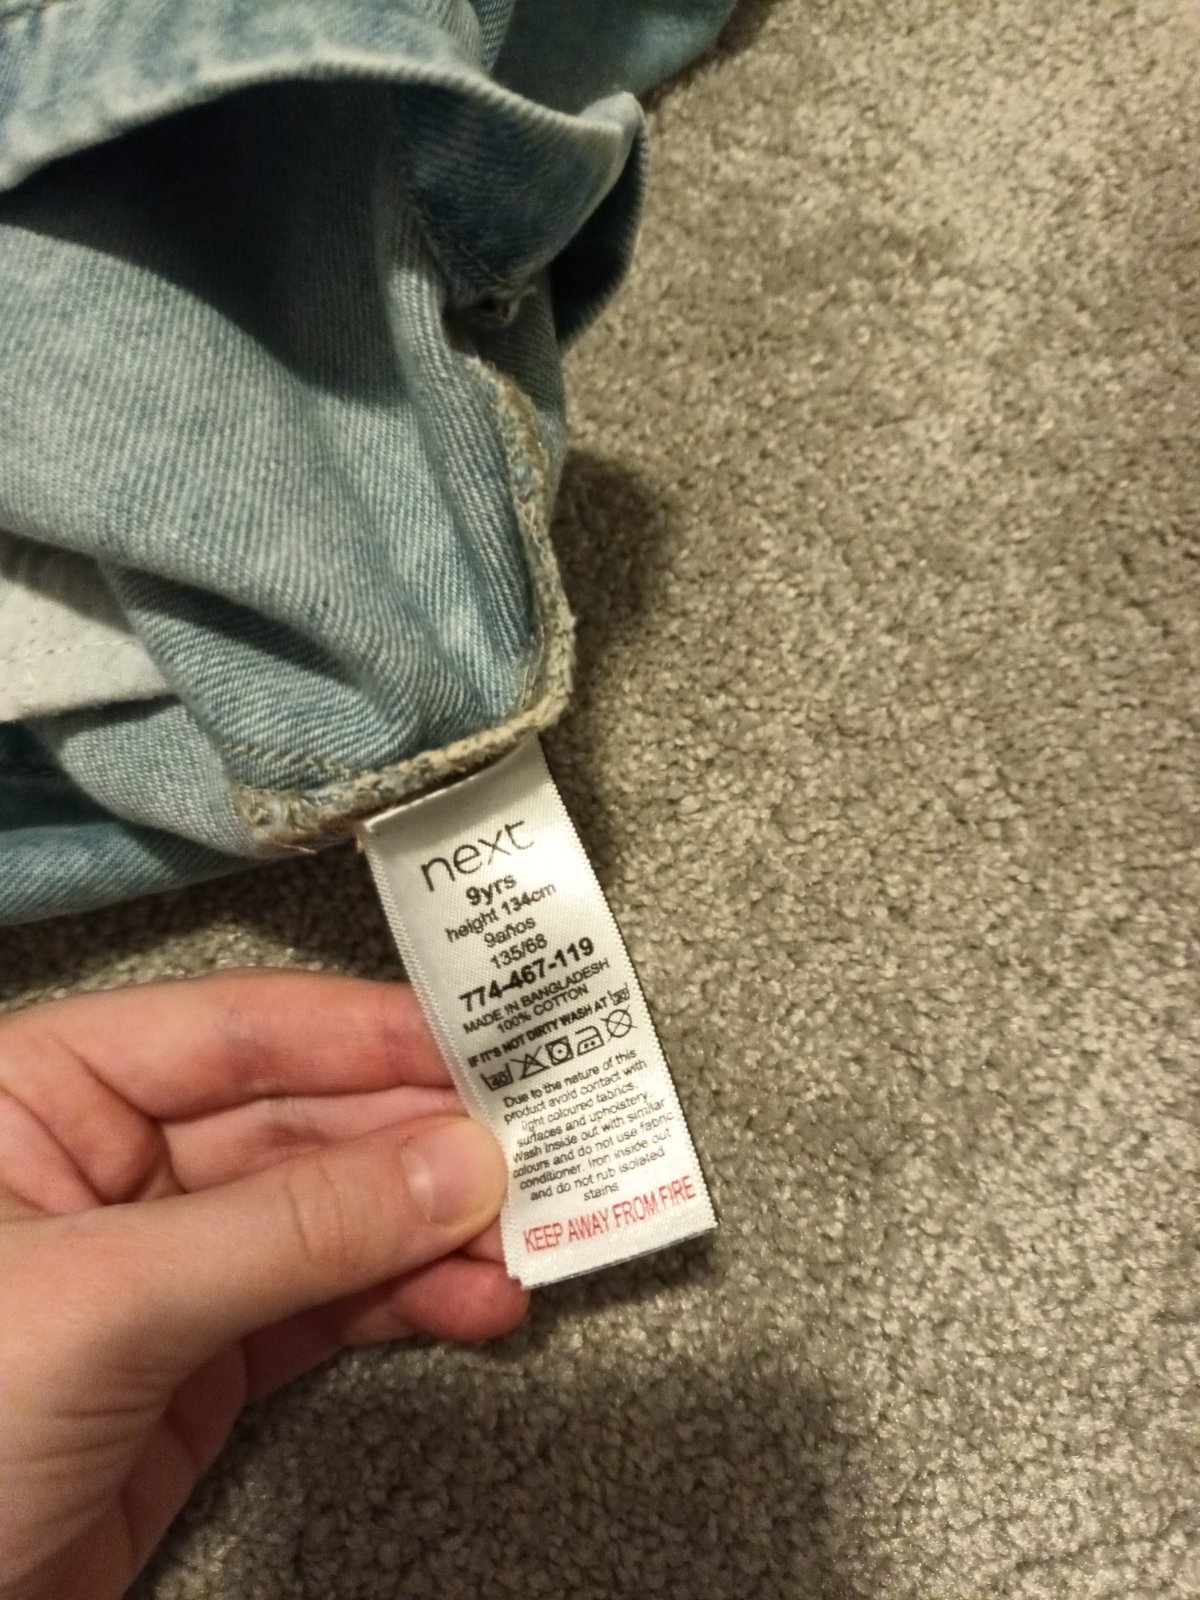 next
9yrs
height 134cm
9años
135/68
774-467-119
MADE IN BANGLADESH
100% COTTON
IF IT'S NOT DIRTY WASH AT 30
40
Due to the nature of this
product avoid contact with
light coloured fabrics,
surfaces and upholstery.
Wash inside out with similar
colours and do not use fabric
conditioner. Iron inside out
and do not rub isolated
stains
KEEP AWAY FROM FIRE